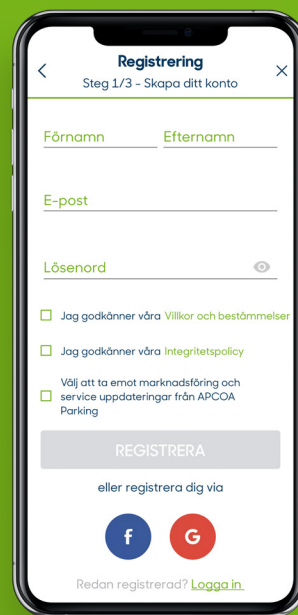 Registrering
Steg 1/3 - Skapa ditt konto
Förnamn Efternamn
E-post
Lösenord
Jag godkänner våra Villkor och bestämmelser
Jag godkänner våra Integritetspolicy
Välj att ta emot marknadsföring och
service uppdateringar från APCOA
Parking
REGISTRERA
eller registrera dig via
f G
Redan registrerad? Logga in